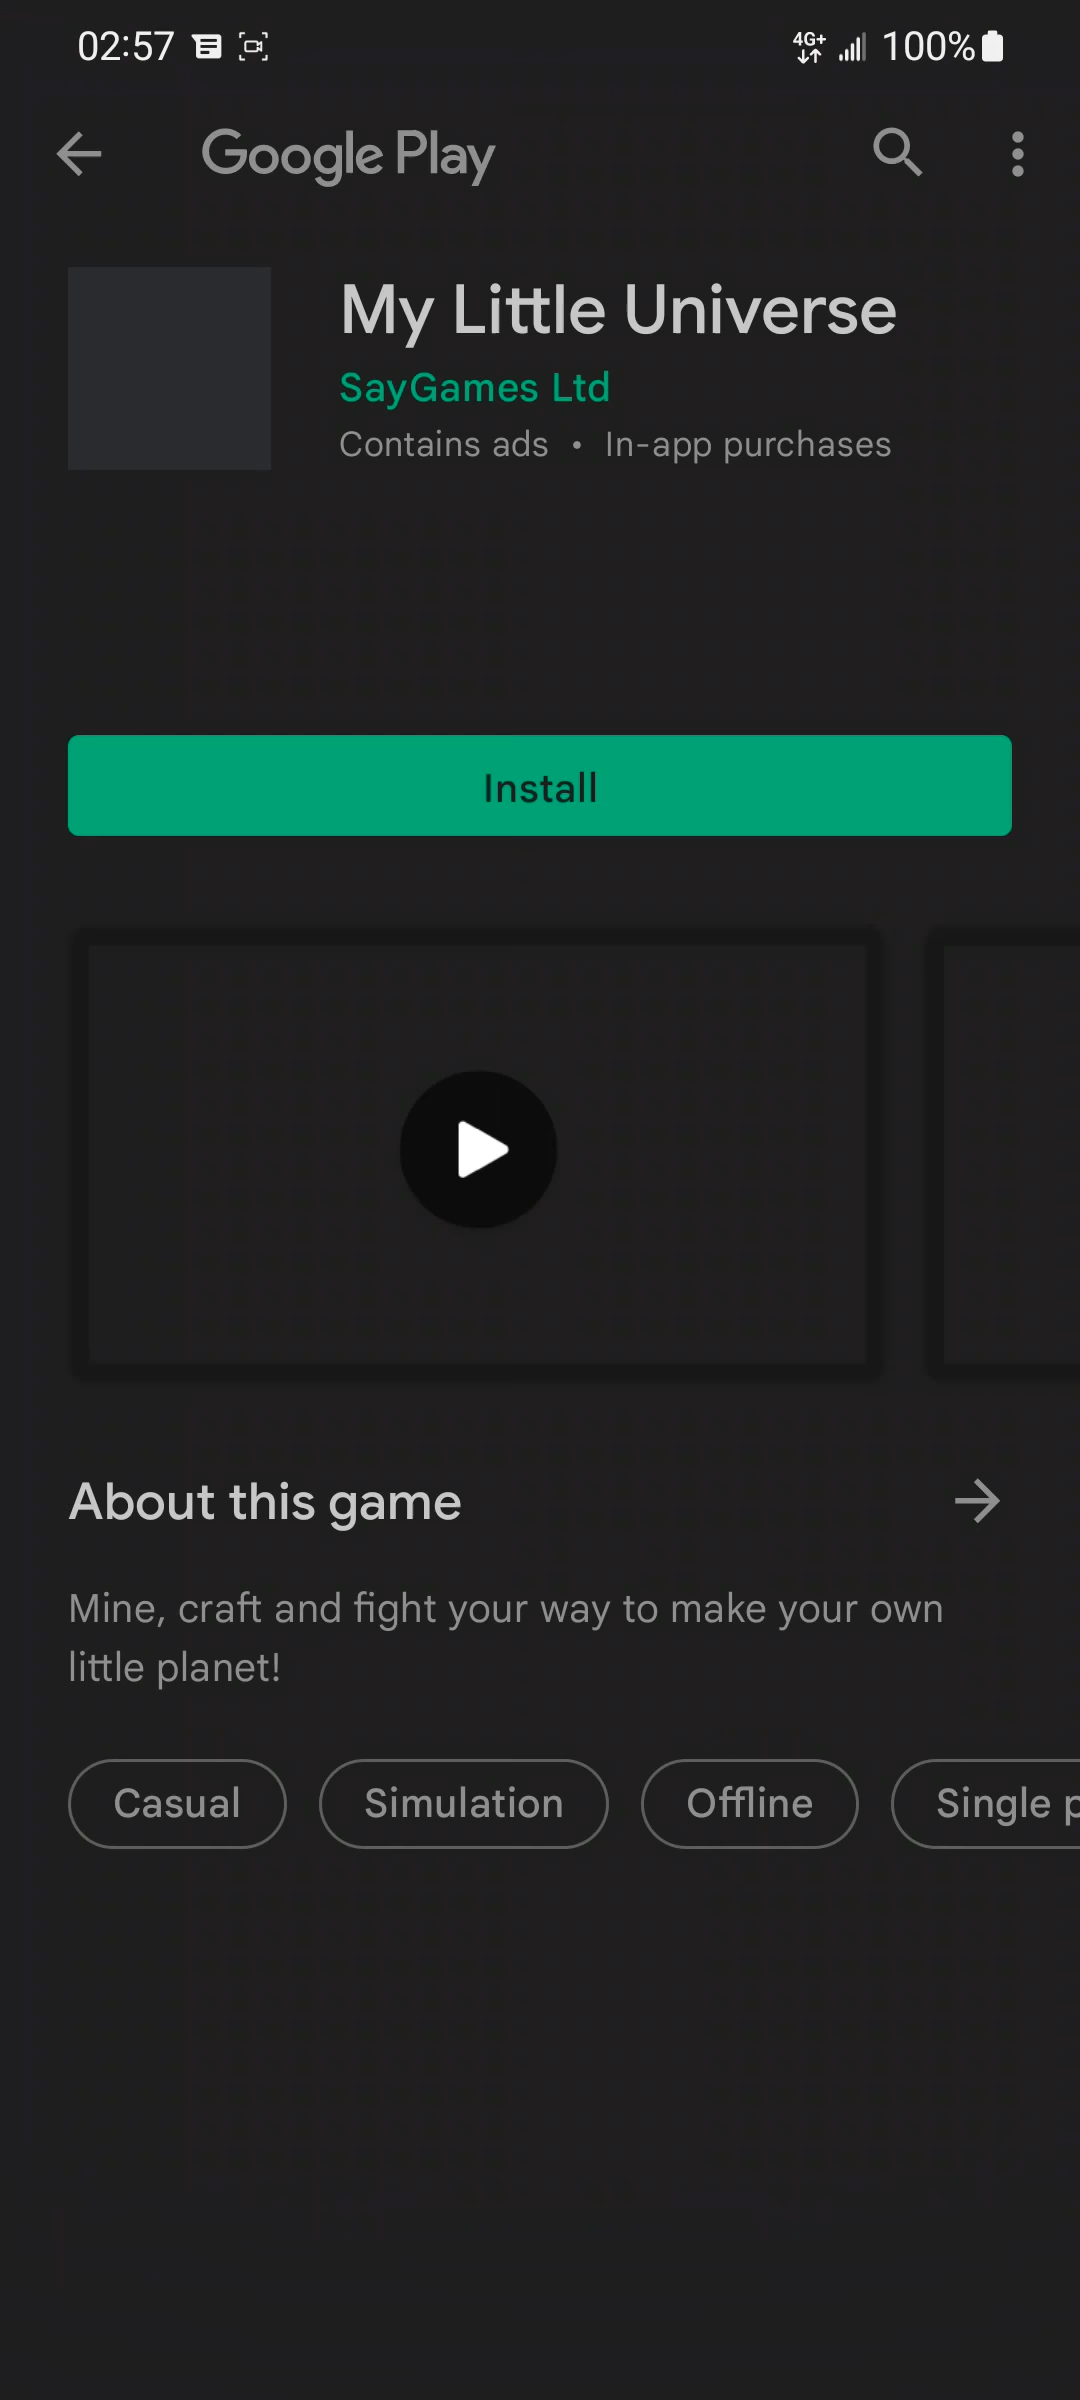 02:57
4G+ 100%
Google Play
My Little Universe
SayGames Ltd
Contains ads • In-app purchases
Install
About this game
Mine, craft and fight your way to make your own
little planet!
Casual Simulation Offline Single p